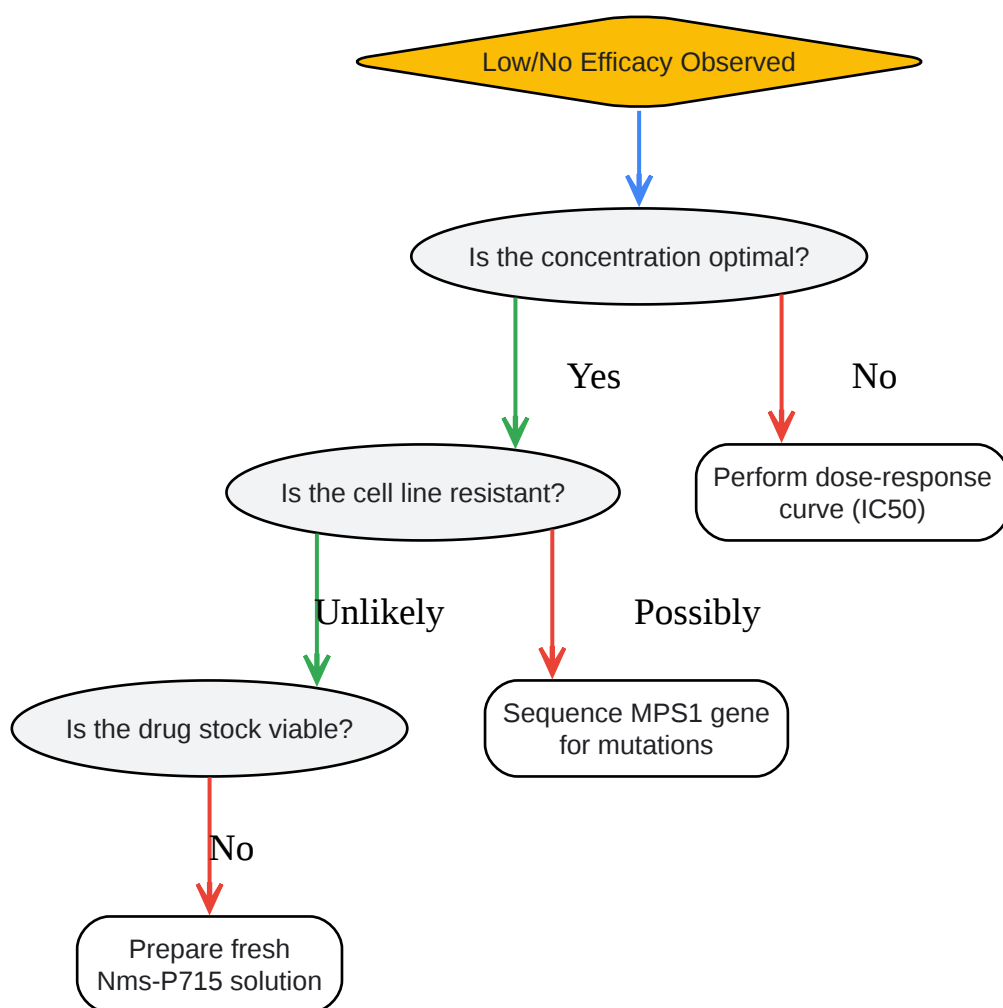 Low/No Efficacy Observed
Is the concentration optimal?
Yes
No
Perform dose-response
curve (IC50)
Is the cell line resistant?
Unlikely
Possibly
Sequence MPS1 gene
for mutations
Is the drug stock viable?
No
Prepare fresh
Nms-P715 solution